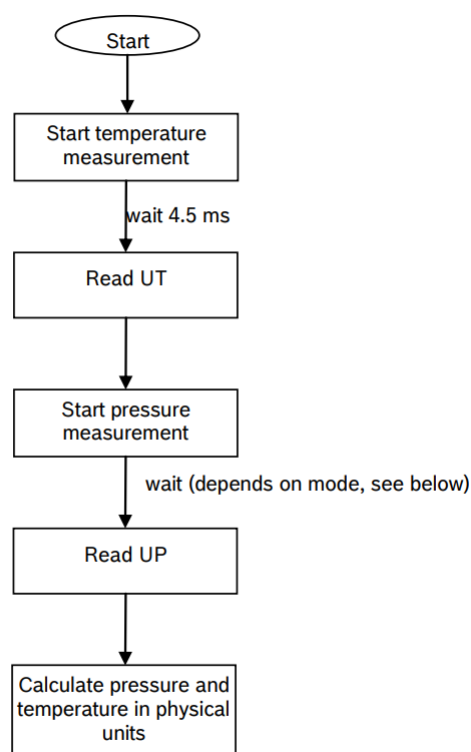 Start
Start temperature
measurement
wait 4.5 ms
Read UT
Start pressure
measurement
wait (depends on mode, see below)
Read UP
Calculate pressure and
temperature in physical
units